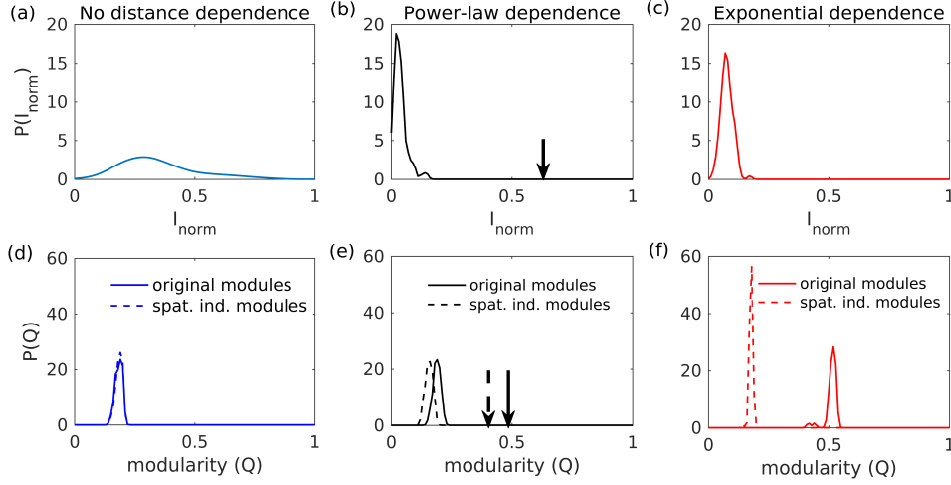 (a) No distance dependence
20
15
10
5
0
P(I_norm)
0 0.5 1
I_norm
(b) Power-law dependence
20
15
10
5
0
0 0.5 1
I_norm
(c) Exponential dependence
20
15
10
5
0
0 0.5 1
I_norm
(d)
60
40
20
0
P(Q)
original modules
spat. ind. modules
0 0.5 1
modularity (Q)
(e)
60
40
20
0
original modules
spat. ind. modules
0 0.5 1
modularity (Q)
(f)
60
40
20
0
original modules
spat. ind. modules
0 0.5 1
modularity (Q)